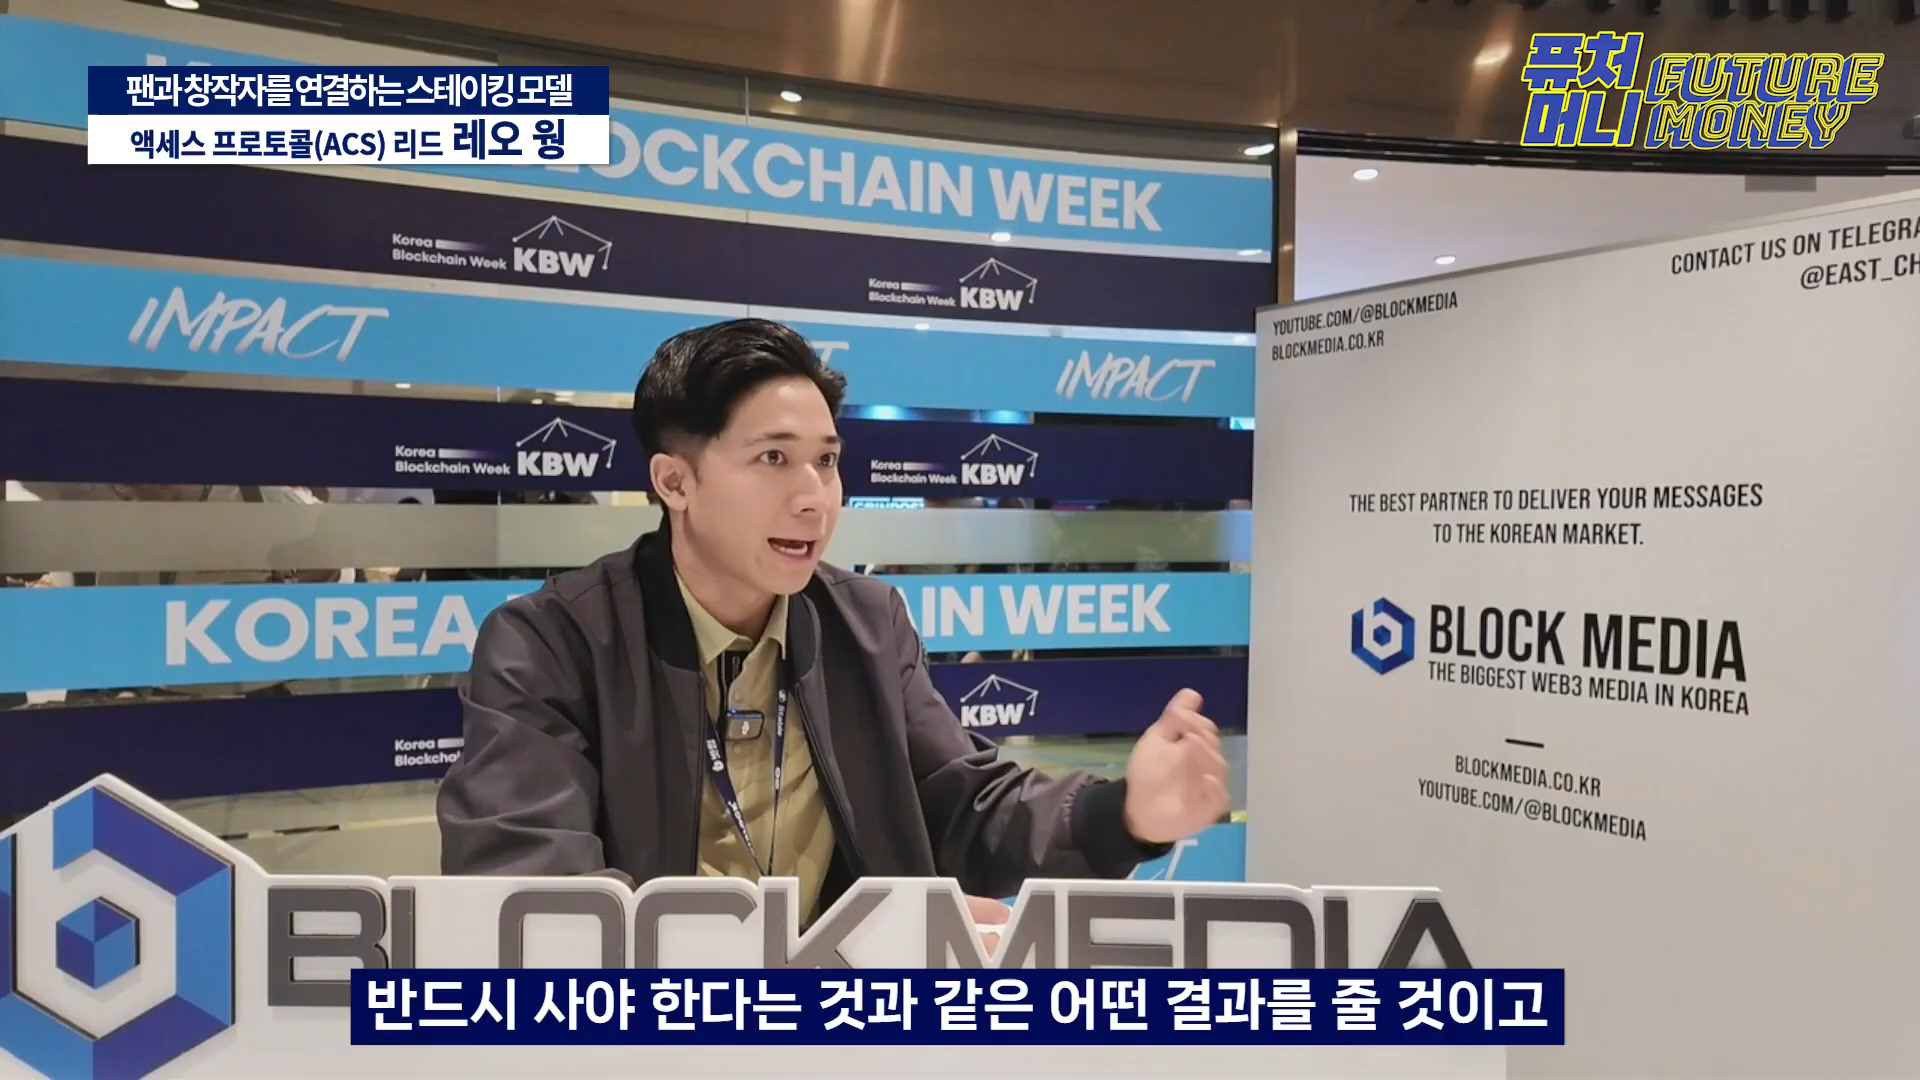 팬과 창작자를 연결하는 스테이킹 모델
액세스 프로토콜(ACS) 리드 레오 웡
퓨처
머니
FUTURE
MONEY
OCKCHAIN WEEK
Korea
Blockchain Week KBW
Korea
Blockchain Week KBW
IMPACT
IMPACT
Korea
Blockchain Week KBW
Korea
Blockchain Week KBW
KOREA
AIN WEEK
KBW
Korea
CONTACT US ON TELEGRA
@EAST_CH
YOUTUBE.COM/@BLOCKMEDIA
BLOCKMEDIA.CO.KR
THE BEST PARTNER TO DELIVER YOUR MESSAGES
TO THE KOREAN MARKET.
BLOCK MEDIA
THE BIGGEST WEB3 MEDIA IN KOREA
BLOCKMEDIA.CO.KR
YOUTUBE.COM/@BLOCKMEDIA
BLOCK MEDIA
반드시 사야 한다는 것과 같은 어떤 결과를 줄 것이고